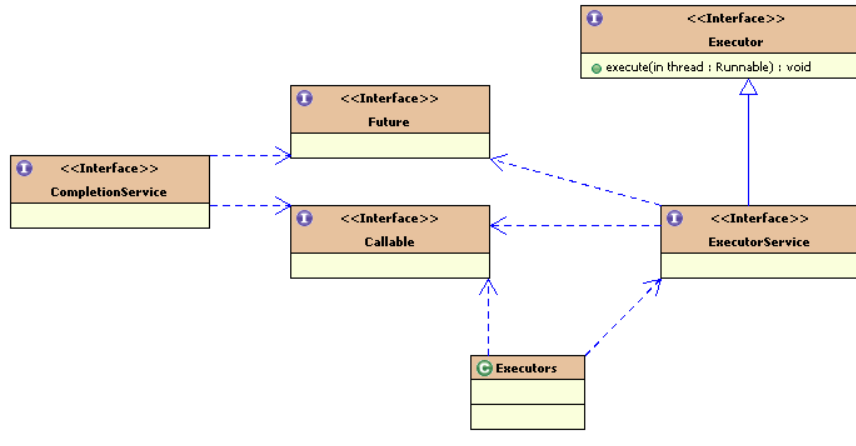 I
<<Interface>>
Executor
execute(in thread : Runnable) : void
I
<<Interface>>
Future
I
<<Interface>>
CompletionService
I
<<Interface>>
Callable
I
<<Interface>>
ExecutorService
C
Executors